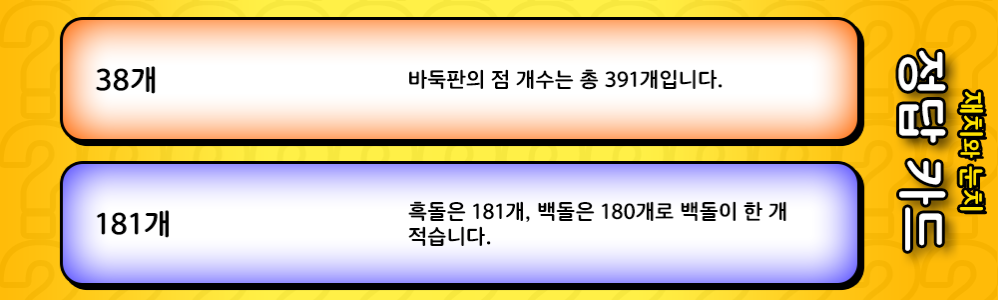 38개
바둑판의 점 개수는 총 391개입니다.
181개
흑돌은 181개, 백돌은 180개로 백돌이 한 개
적습니다.
재치와 눈치
정답 카드